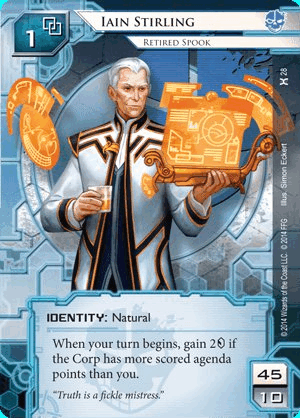 1
Iain Stirling
Retired Spook
28
Illus. Simon Eckert
© 2014 Wizards of the Coast LLC. © 2014 FFG
Identity: Natural
When your turn begins, gain 2 if
the Corp has more scored agenda
points than you.
"Truth is a fickle mistress."
45
10